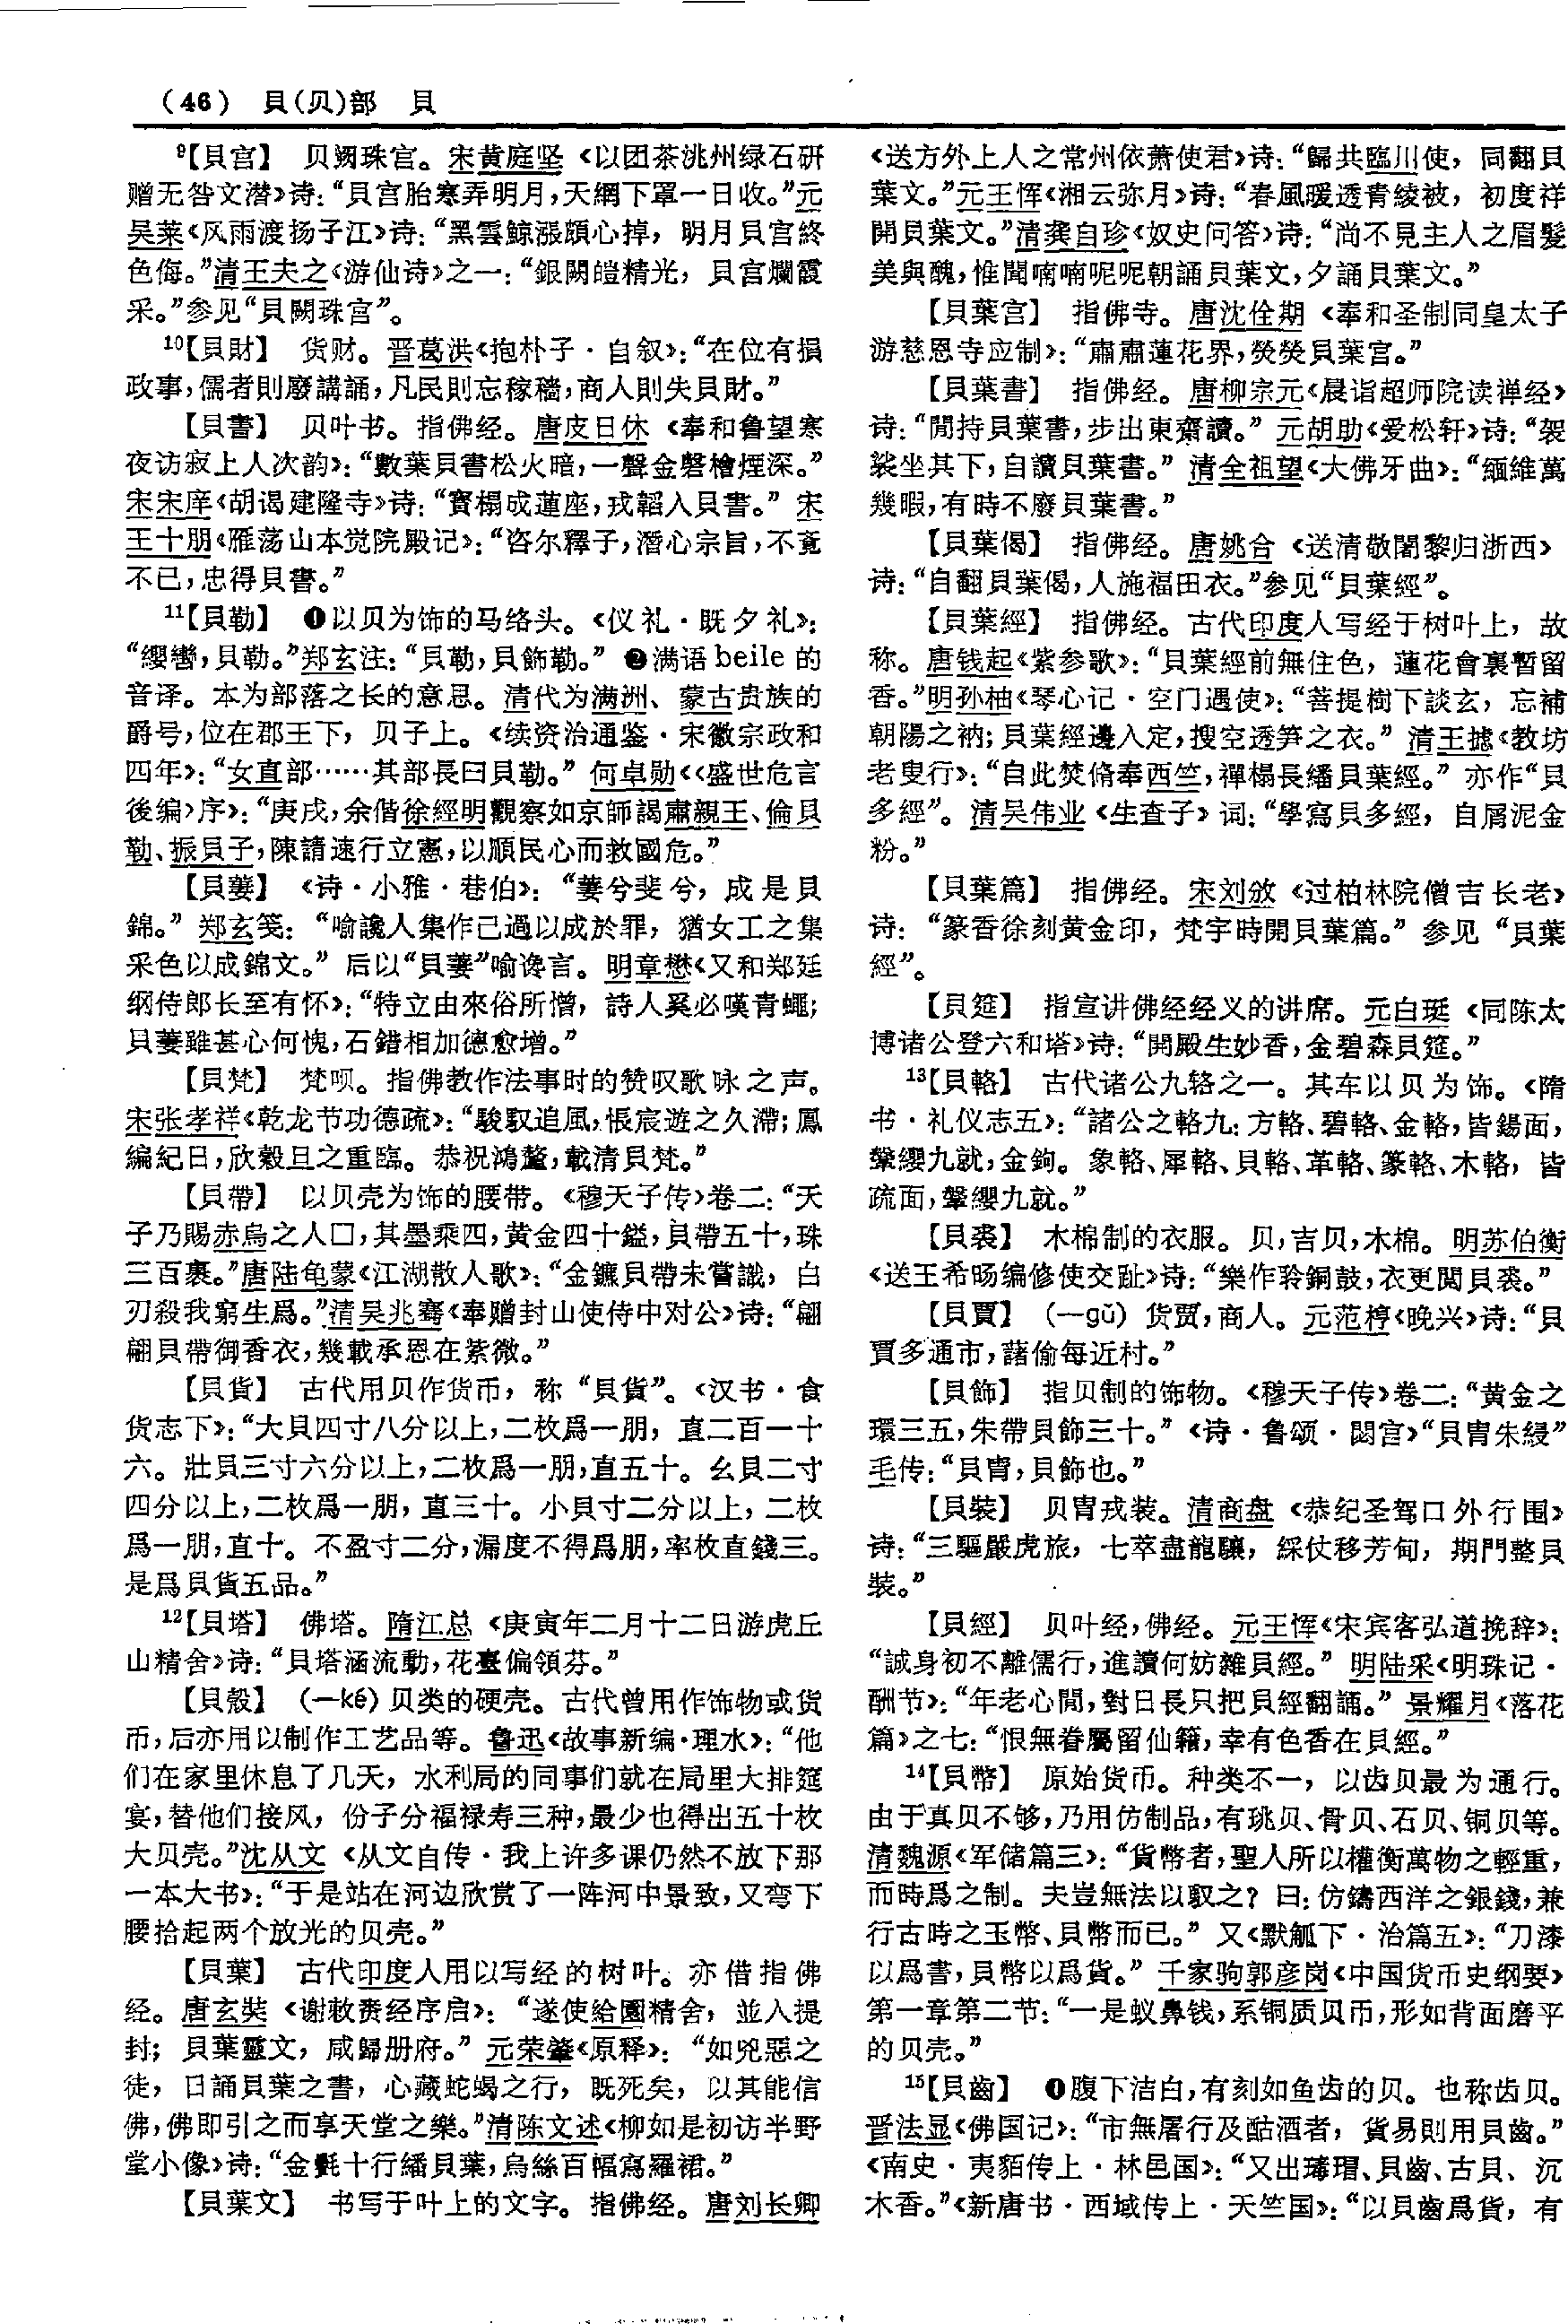 （46） 貝(贝)部 貝
⁹【貝宫】 贝阙珠宫。宋黄庭坚《以团茶洮州绿石研
赠无咎文潜》诗：“貝宫胎寒弄明月，天網下罩一日收。”元
吴莱《风雨渡扬子江》诗：“黑雲鲸漲頗心掉，明月貝宫終
色侮。”清王夫之《游仙诗》之一：“銀闕皚精光，貝宫爛霞
采。”参见“貝闕珠宫”。
¹⁰【貝財】 货财。晋葛洪《抱朴子·自叙》：“在位有損
政事，儒者則廢講誦，凡民則忘稼穡，商人則失貝財。”
【貝書】 贝叶书。指佛经。唐皮日休《奉和鲁望寒
夜访寂上人次韵》：“數葉貝書松火暗，一聲金磬檜煙深。”
宋宋庠《胡谒建隆寺》诗：“寳榻成蓮座，戎韜入貝書。”宋
王十朋《雁荡山本觉院殿记》：“咨尔釋子，潛心宗旨，不竟
不已，忠得貝書。”
¹¹【貝勒】 ❶以贝为饰的马络头。《仪礼·既夕礼》：
“纓轡，貝勒。”郑玄注：“貝勒，貝飾勒。” ❷满语beile的
音译。本为部落之长的意思。清代为满洲、蒙古贵族的
爵号，位在郡王下，贝子上。《续资治通鉴·宋徽宗政和
四年》：“女直部……其部長曰貝勒。”何卓勋《〈盛世危言
後编〉序》：“庚戌，余偕徐經明觀察如京師謁肅親王、倫貝
勒、振貝子，陳請速行立憲，以順民心而救國危。”
【貝萋】 《诗·小雅·巷伯》：“萋兮斐兮，成是貝
錦。”郑玄笺：“喻讒人集作己過以成於罪，猶女工之集
采色以成錦文。”后以“貝萋”喻谗言。明章懋《又和郑廷
纲侍郎长至有怀》：“特立由來俗所憎，詩人奚必嘆青蠅；
貝萋雖甚心何愧，石錯相加德愈增。”
【貝梵】 梵呗。指佛教作法事时的赞叹歌咏之声。
宋张孝祥《乾龙节功德疏》：“駿馭追風，悵宸遊之久滯；鳳
編紀日，欣穀旦之重臨。恭祝鴻釐，載清貝梵。”
【貝帶】 以贝壳为饰的腰带。《穆天子传》卷二：“天
子乃賜赤烏之人□，其墨乘四，黄金四十鎰，貝帶五十，珠
三百裹。”唐陆龟蒙《江湖散人歌》：“金鑣貝帶未嘗識，白
刃殺我窮生爲。”清吴兆骞《奉赠封山使侍中对公》诗：“翩
翩貝帶御香衣，幾載承恩在紫微。”
【貝貨】 古代用贝作货币，称“貝貨”。《汉书·食
货志下》：“大貝四寸八分以上，二枚爲一朋，直二百一十
六。壯貝三寸六分以上，二枚爲一朋，直五十。幺貝二寸
四分以上，二枚爲一朋，直三十。小貝寸二分以上，二枚
爲一朋，直十。不盈寸二分，漏度不得爲朋，率枚直錢三。
是爲貝貨五品。”
¹²【貝塔】 佛塔。隋江总《庚寅年二月十二日游虎丘
山精舍》诗：“貝塔涵流動，花臺偏領芬。”
【貝殼】 （一ké）贝类的硬壳。古代曾用作饰物或货
币，后亦用以制作工艺品等。鲁迅《故事新编·理水》：“他
们在家里休息了几天，水利局的同事们就在局里大排筵
宴，替他们接风，份子分福禄寿三种，最少也得出五十枚
大贝壳。”沈从文《从文自传·我上许多课仍然不放下那
一本大书》：“于是站在河边欣赏了一阵河中景致，又弯下
腰拾起两个放光的贝壳。”
【貝葉】 古代印度人用以写经的树叶。亦借指佛
经。唐玄奘《谢敕赉经序启》：“遂使给園精舍，並入提
封；貝葉靈文，咸歸册府。”元荣肇《原释》：“如兇惡之
徒，日誦貝葉之書，心藏蛇蝎之行，既死矣，以其能信
佛，佛即引之而享天堂之樂。”清陈文述《柳如是初访半野
堂小像》诗：“金氎十行繙貝葉，烏絲百幅寫羅裙。”
【貝葉文】 书写于叶上的文字。指佛经。唐刘长卿
《送方外上人之常州依萧使君》诗：“歸共臨川使，同翻貝
葉文。”元王恽《湘云弥月》诗：“春風暖透青綾被，初度祥
開貝葉文。”清龚自珍《奴史问答》诗：“尚不見主人之眉髮
美與醜，惟聞喃喃呢呢朝誦貝葉文，夕誦貝葉文。”
【貝葉宫】 指佛寺。唐沈佺期《奉和圣制同皇太子
游慈恩寺应制》：“肅肅蓮花界，熒熒貝葉宫。”
【貝葉書】 指佛经。唐柳宗元《晨诣超师院读禅经》
诗：“閒持貝葉書，步出東齋讀。”元胡助《爱松轩》诗：“袈
裟坐其下，自讀貝葉書。”清全祖望《大佛牙曲》：“緬維萬
幾暇，有時不廢貝葉書。”
【貝葉偈】 指佛经。唐姚合《送清敬闍黎归浙西》
诗：“自翻貝葉偈，人施福田衣。”参见“貝葉經”。
【貝葉經】 指佛经。古代印度人写经于树叶上，故
称。唐钱起《紫参歌》：“貝葉經前無住色，蓮花會裏暫留
香。”明孙柚《琴心记·空门遇使》：“菩提樹下談玄，忘補
朝陽之衲；貝葉經邊入定，搜空透笋之衣。”清王摅《教坊
老叟行》：“自此焚脩奉西竺，禪榻長繙貝葉經。”亦作“貝
多經”。清吴伟业《生查子》词：“學寫貝多經，自屑泥金
粉。”
【貝葉篇】 指佛经。宋刘攽《过柏林院僧吉长老》
诗：“篆香徐刻黄金印，梵宇時開貝葉篇。”参见“貝葉
經”。
【貝筵】 指宣讲佛经经义的讲席。元白珽《同陈太
博诸公登六和塔》诗：“開殿生妙香，金碧森貝筵。”
¹³【貝輅】 古代诸公九辂之一。其车以贝为饰。《隋
书·礼仪志五》：“諸公之輅九：方輅、碧輅、金輅，皆鍚面，
鞶纓九就，金鉤。象輅、犀輅、貝輅、革輅、篆輅、木輅，皆
疏面，鞶纓九就。”
【貝裘】 木棉制的衣服。贝，吉贝，木棉。明苏伯衡
《送王希旸编修使交趾》诗：“樂作聆銅鼓，衣更閲貝裘。”
【貝賈】 （一gǔ）货贾，商人。元范梈《晚兴》诗：“貝
賈多通市，藷偷每近村。”
【貝飾】 指贝制的饰物。《穆天子传》卷二：“黄金之
環三五，朱帶貝飾三十。”《诗·鲁颂·閟宫》“貝胄朱綅”
毛传：“貝胄，貝飾也。”
【貝裝】 贝胄戎装。清商盘《恭纪圣驾口外行围》
诗：“三驅嚴虎旅，七萃盡龍驤，綵仗移芳甸，期門整貝
裝。”
【貝經】 贝叶经，佛经。元王恽《宋宾客弘道挽辞》：
“誠身初不離儒行，進讀何妨雜貝經。”明陆采《明珠记·
酬节》：“年老心閒，對日長只把貝經翻誦。”景耀月《落花
篇》之七：“恨無眷屬留仙籍，幸有色香在貝經。”
¹⁴【貝幣】 原始货币。种类不一，以齿贝最为通行。
由于真贝不够，乃用仿制品，有珧贝、骨贝、石贝、铜贝等。
清魏源《军储篇三》：“貨幣者，聖人所以權衡萬物之輕重，
而時爲之制。夫豈無法以馭之？曰：仿鑄西洋之銀錢，兼
行古時之玉幣、貝幣而已。”又《默觚下·治篇五》：“刀漆
以爲書，貝幣以爲貨。”千家驹郭彦岗《中国货币史纲要》
第一章第二节：“一是蚁鼻钱，系铜质贝币，形如背面磨平
的贝壳。”
¹⁵【貝齒】 ❶腹下洁白，有刻如鱼齿的贝。也称齿贝。
晋法显《佛国记》：“市無屠行及酤酒者，貨易則用貝齒。”
《南史·夷貊传上·林邑国》：“又出瑇瑁、貝齒、古貝、沉
木香。”《新唐书·西域传上·天竺国》：“以貝齒爲貨，有